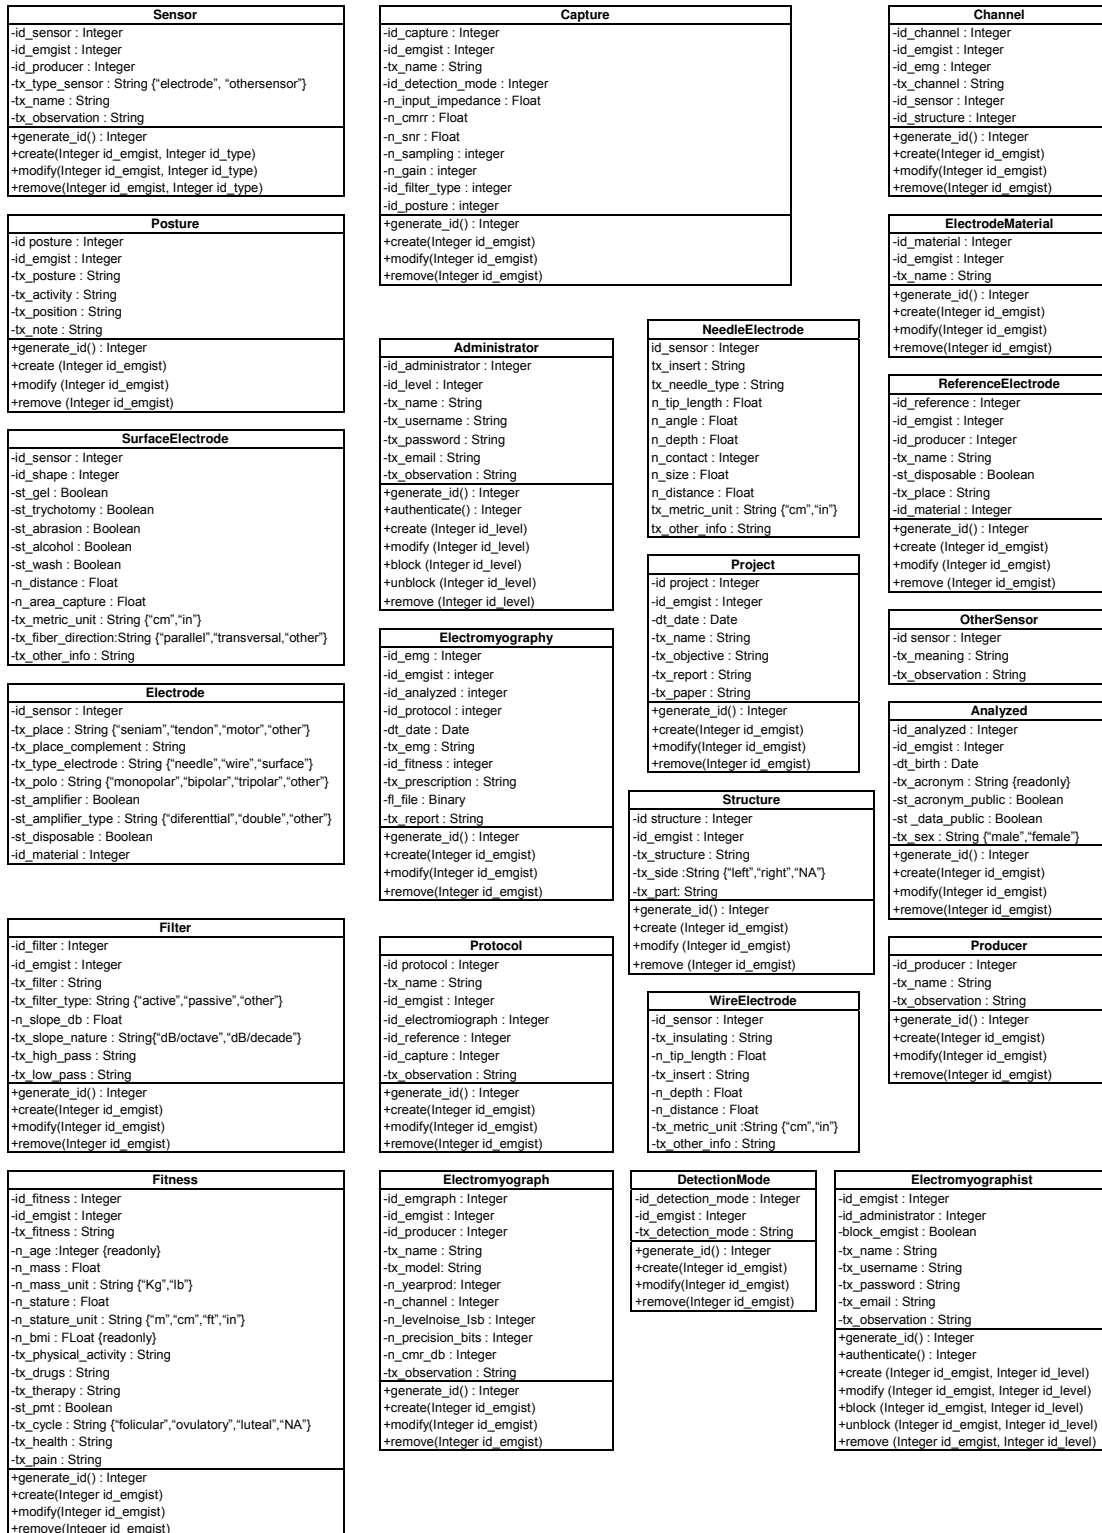 Sensor
-id_sensor : Integer
-id_emgist : Integer
-id_producer : Integer
-tx_type_sensor : String {“electrode”, “othersensor”}
-tx_name : String
-tx_observation : String
+generate_id() : Integer
+create(Integer id_emgist, Integer id_type)
+modify(Integer id_emgist, Integer id_type)
+remove(Integer id_emgist, Integer id_type)
Posture
-id posture : Integer
-id_emgist : Integer
-tx_posture : String
-tx_activity : String
-tx_position : String
-tx_note : String
+generate_id() : Integer
+create (Integer id_emgist)
+modify (Integer id_emgist)
+remove (Integer id_emgist)
SurfaceElectrode
-id_sensor : Integer
-id_shape : Integer
-st_gel : Boolean
-st_trychotomy : Boolean
-st_abrasion : Boolean
-st_alcohol : Boolean
-st_wash : Boolean
-n_distance : Float
-n_area_capture : Float
-tx_metric_unit : String {“cm”,“in”}
-tx_fiber_direction:String {“parallel”,“transversal,“other”}
-tx_other_info : String
Electrode
-id_sensor : Integer
-tx_place : String {“seniam”,“tendon”,“motor”,“other”}
-tx_place_complement : String
-tx_type_electrode : String {“needle”,“wire”,“surface”}
-tx_polo : String {“monopolar”,“bipolar”,“tripolar”,“other”}
-st_amplifier : Boolean
-st_amplifier_type : String {“diferenttial”,“double”,“other”}
-st_disposable : Boolean
-id_material : Integer
Filter
-id_filter : Integer
-id_emgist : Integer
-tx_filter : String
-tx_filter_type: String {“active”,“passive”,“other”}
-n_slope_db : Float
-tx_slope_nature : String{“dB/octave”,“dB/decade”}
-tx_high_pass : String
-tx_low_pass : String
+generate_id() : Integer
+create(Integer id_emgist)
+modify(Integer id_emgist)
+remove(Integer id_emgist)
Fitness
-id_fitness : Integer
-id_emgist : Integer
-tx_fitness : String
-n_age :Integer {readonly}
-n_mass : Float
-n_mass_unit : String {“Kg”,“lb”}
-n_stature : Float
-n_stature_unit : String {“m”,“cm”,“ft”,“in”}
-n_bmi : FLoat {readonly}
-tx_physical_activity : String
-tx_drugs : String
-tx_therapy : String
-st_pmt : Boolean
-tx_cycle : String {“folicular”,“ovulatory”,“luteal”,“NA”}
-tx_health : String
-tx_pain : String
+generate_id() : Integer
+create(Integer id_emgist)
+modify(Integer id_emgist)
+remove(Integer id_emgist)
Capture
-id_capture : Integer
-id_emgist : Integer
-tx_name : String
-id_detection_mode : Integer
-n_input_impedance : Float
-n_cmrr : Float
-n_snr : Float
-n_sampling : integer
-n_gain : integer
-id_filter_type : integer
-id_posture : integer
+generate_id() : Integer
+create(Integer id_emgist)
+modify(Integer id_emgist)
+remove(Integer id_emgist)
Administrator
-id_administrator : Integer
-id_level : Integer
-tx_name : String
-tx_username : String
-tx_password : String
-tx_email : String
-tx_observation : String
+generate_id() : Integer
+authenticate() : Integer
+create (Integer id_level)
+modify (Integer id_level)
+block (Integer id_level)
+unblock (Integer id_level)
+remove (Integer id_level)
Electromyography
-id_emg : Integer
-id_emgist : integer
-id_analyzed : integer
-id_protocol : integer
-dt_date : Date
-tx_emg : String
-id_fitness : integer
-tx_prescription : String
-fl_file : Binary
-tx_report : String
+generate_id() : Integer
+create(Integer id_emgist)
+modify(Integer id_emgist)
+remove(Integer id_emgist)
Protocol
-id protocol : Integer
-tx_name : String
-id_emgist : Integer
-id_electromiograph : Integer
-id_reference : Integer
-id_capture : Integer
-tx_observation : String
+generate_id() : Integer
+create(Integer id_emgist)
+modify(Integer id_emgist)
+remove(Integer id_emgist)
Electromyograph
-id_emgraph : Integer
-id_emgist : Integer
-id_producer : Integer
-tx_name : String
-tx_model: String
-n_yearprod: Integer
-n_channel : Integer
-n_levelnoise_lsb : Integer
-n_precision_bits : Integer
-n_cmr_db : Integer
-tx_observation : String
+generate_id() : Integer
+create(Integer id_emgist)
+modify(Integer id_emgist)
+remove(Integer id_emgist)
NeedleElectrode
id_sensor : Integer
tx_insert : String
tx_needle_type : String
n_tip_length : Float
n_angle : Float
n_depth : Float
n_contact : Integer
n_size : Float
n_distance : Float
tx_metric_unit : String {“cm”,“in”}
tx_other_info : String
Project
-id project : Integer
-id_emgist : Integer
-dt_date : Date
-tx_name : String
-tx_objective : String
-tx_report : String
-tx_paper : String
+generate_id() : Integer
+create(Integer id_emgist)
+modify(Integer id_emgist)
+remove(Integer id_emgist)
Structure
-id structure : Integer
-id_emgist : Integer
-tx_structure : String
-tx_side :String {“left”,“right”,“NA”}
-tx_part: String
+generate_id() : Integer
+create (Integer id_emgist)
+modify (Integer id_emgist)
+remove (Integer id_emgist)
WireElectrode
-id_sensor : Integer
-tx_insulating : String
-n_tip_length : Float
-tx_insert : String
-n_depth : Float
-n_distance : Float
-tx_metric_unit :String {“cm”,“in”}
-tx_other_info : String
DetectionMode
-id_detection_mode : Integer
-id_emgist : Integer
-tx_detection_mode : String
+generate_id() : Integer
+create(Integer id_emgist)
+modify(Integer id_emgist)
+remove(Integer id_emgist)
Channel
-id_channel : Integer
-id_emgist : Integer
-id_emg : Integer
-tx_channel : String
-id_sensor : Integer
-id_structure : Integer
+generate_id() : Integer
+create(Integer id_emgist)
+modify(Integer id_emgist)
+remove(Integer id_emgist)
ElectrodeMaterial
-id_material : Integer
-id_emgist : Integer
-tx_name : String
+generate_id() : Integer
+create(Integer id_emgist)
+modify(Integer id_emgist)
+remove(Integer id_emgist)
ReferenceElectrode
-id_reference : Integer
-id_emgist : Integer
-id_producer : Integer
-tx_name : String
-st_disposable : Boolean
-tx_place : String
-id_material : Integer
+generate_id() : Integer
+create (Integer id_emgist)
+modify (Integer id_emgist)
+remove (Integer id_emgist)
OtherSensor
-id sensor : Integer
-tx_meaning : String
-tx_observation : String
Analyzed
-id_analyzed : Integer
-id_emgist : Integer
-dt_birth : Date
-tx_acronym : String {readonly}
-st_acronym_public : Boolean
-st _data_public : Boolean
-tx_sex : String {“male”,“female”}
+generate_id() : Integer
+create(Integer id_emgist)
+modify(Integer id_emgist)
+remove(Integer id_emgist)
Producer
-id_producer : Integer
-tx_name : String
-tx_observation : String
+generate_id() : Integer
+create(Integer id_emgist)
+modify(Integer id_emgist)
+remove(Integer id_emgist)
Electromyographist
-id_emgist : Integer
-id_administrator : Integer
-block_emgist : Boolean
-tx_name : String
-tx_username : String
-tx_password : String
-tx_email : String
-tx_observation : String
+generate_id() : Integer
+authenticate() : Integer
+create (Integer id_emgist, Integer id_level)
+modify (Integer id_emgist, Integer id_level)
+block (Integer id_emgist, Integer id_level)
+unblock (Integer id_emgist, Integer id_level)
+remove (Integer id_emgist, Integer id_level)